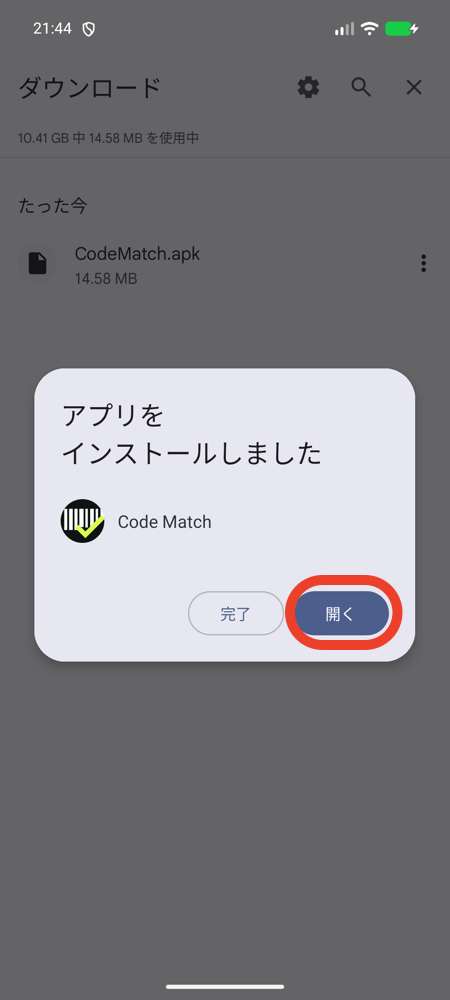 21:44
ダウンロード
10.41 GB 中 14.58 MB を使用中
たった今
CodeMatch.apk
14.58 MB
アプリを
インストールしました
Code Match
完了
開く